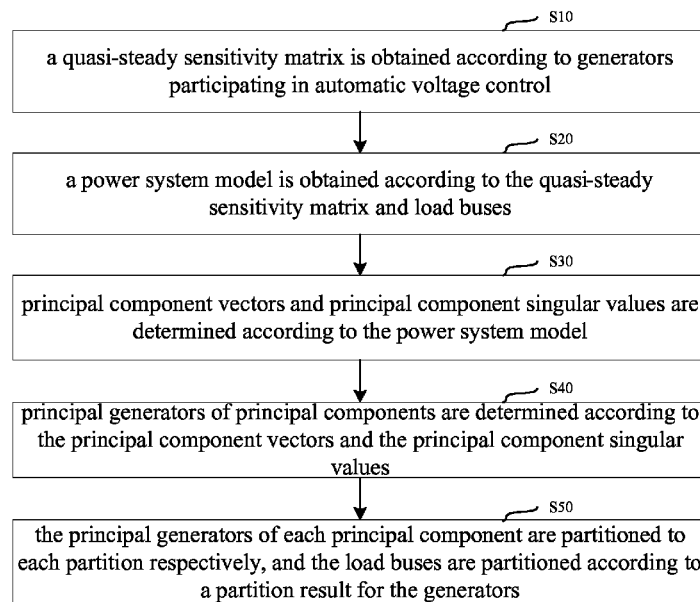 S10
a quasi-steady sensitivity matrix is obtained according to generators
participating in automatic voltage control
S20
a power system model is obtained according to the quasi-steady
sensitivity matrix and load buses
S30
principal component vectors and principal component singular values are
determined according to the power system model
S40
principal generators of principal components are determined according to
the principal component vectors and the principal component singular
values
S50
the principal generators of each principal component are partitioned to
each partition respectively, and the load buses are partitioned according to
a partition result for the generators